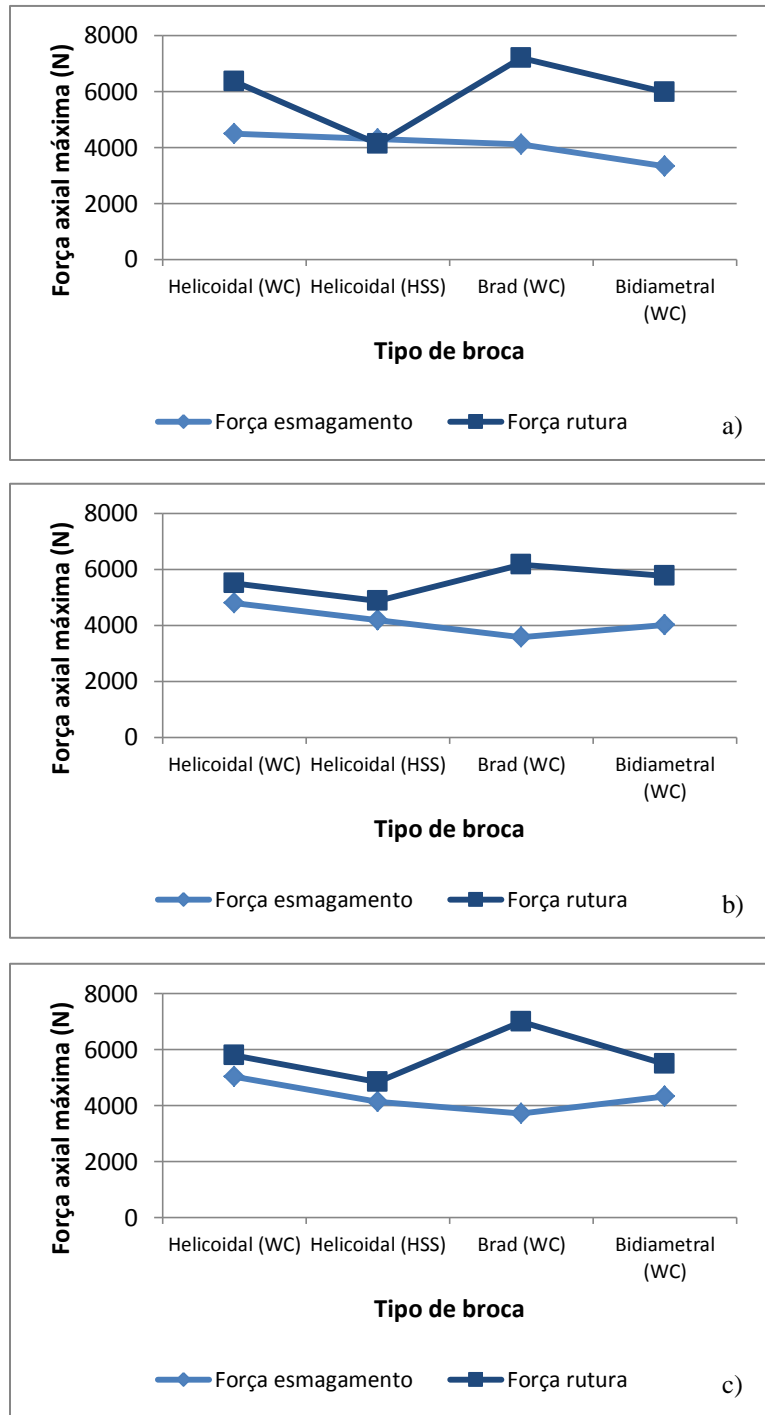 Força axial máxima (N)
8000
6000
4000
2000
0
Helicoidal (WC) Helicoidal (HSS) Brad (WC) Bidiametral
(WC)
Tipo de broca
Força esmagamento Força rutura
a)
Força axial máxima (N)
8000
6000
4000
2000
0
Helicoidal (WC) Helicoidal (HSS) Brad (WC) Bidiametral
(WC)
Tipo de broca
Força esmagamento Força rutura
b)
Força axial máxima (N)
8000
6000
4000
2000
0
Helicoidal (WC) Helicoidal (HSS) Brad (WC) Bidiametral
(WC)
Tipo de broca
Força esmagamento Força rutura
c)